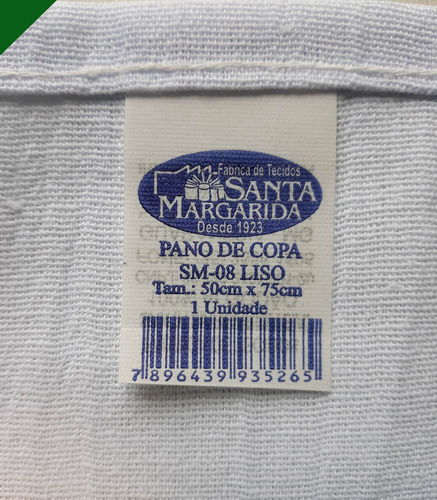 Fabrica de Tecidos
SANTA
MARGARIDA
Desde 1923
PANO DE COPA
SM-08 LISO
Tam.: 50cm x 75cm
1 Unidade
7 896439 935265